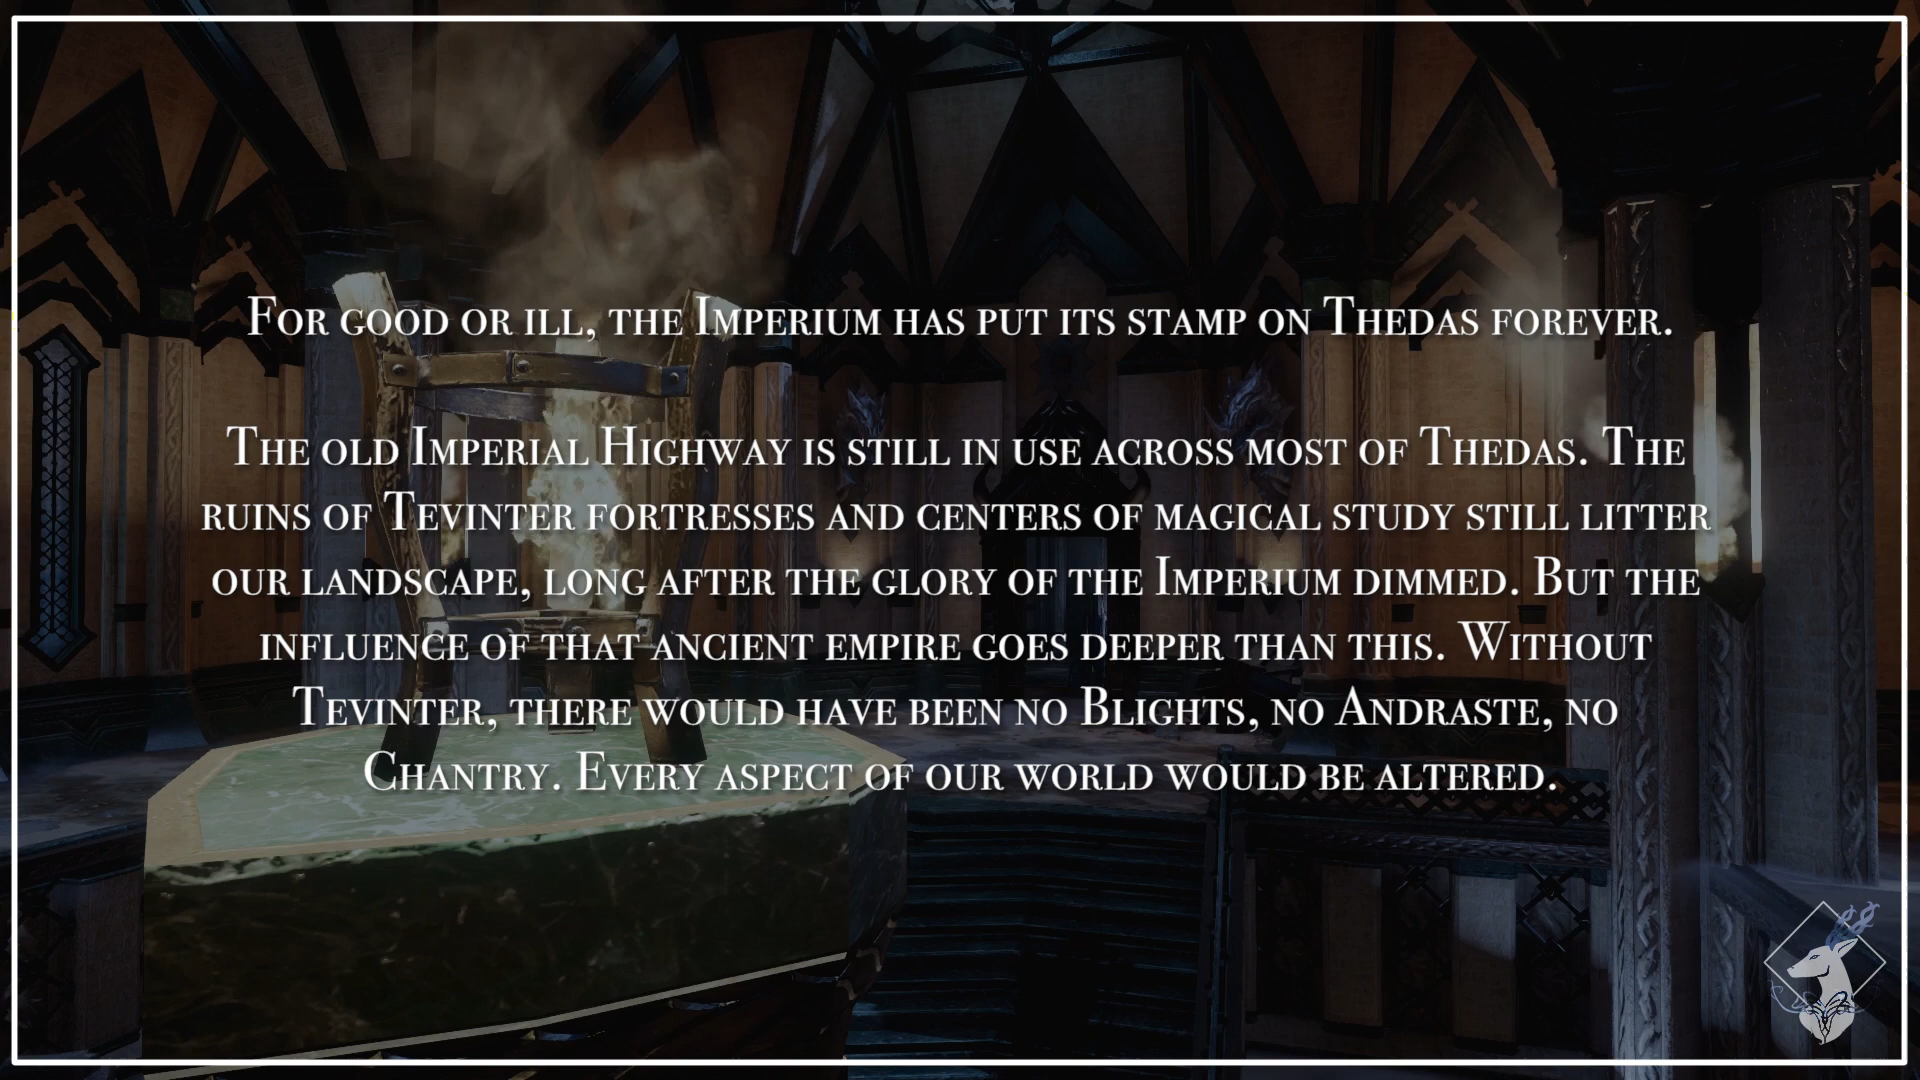 For good or ill, the Imperium has put its stamp on Thedas forever.
The old Imperial Highway is still in use across most of Thedas. The
ruins of Tevinter fortresses and centers of magical study still litter
our landscape, long after the glory of the Imperium dimmed. But the
influence of that ancient empire goes deeper than this. Without
Tevinter, there would have been no Blights, no Andraste, no
Chantry. Every aspect of our world would be altered.